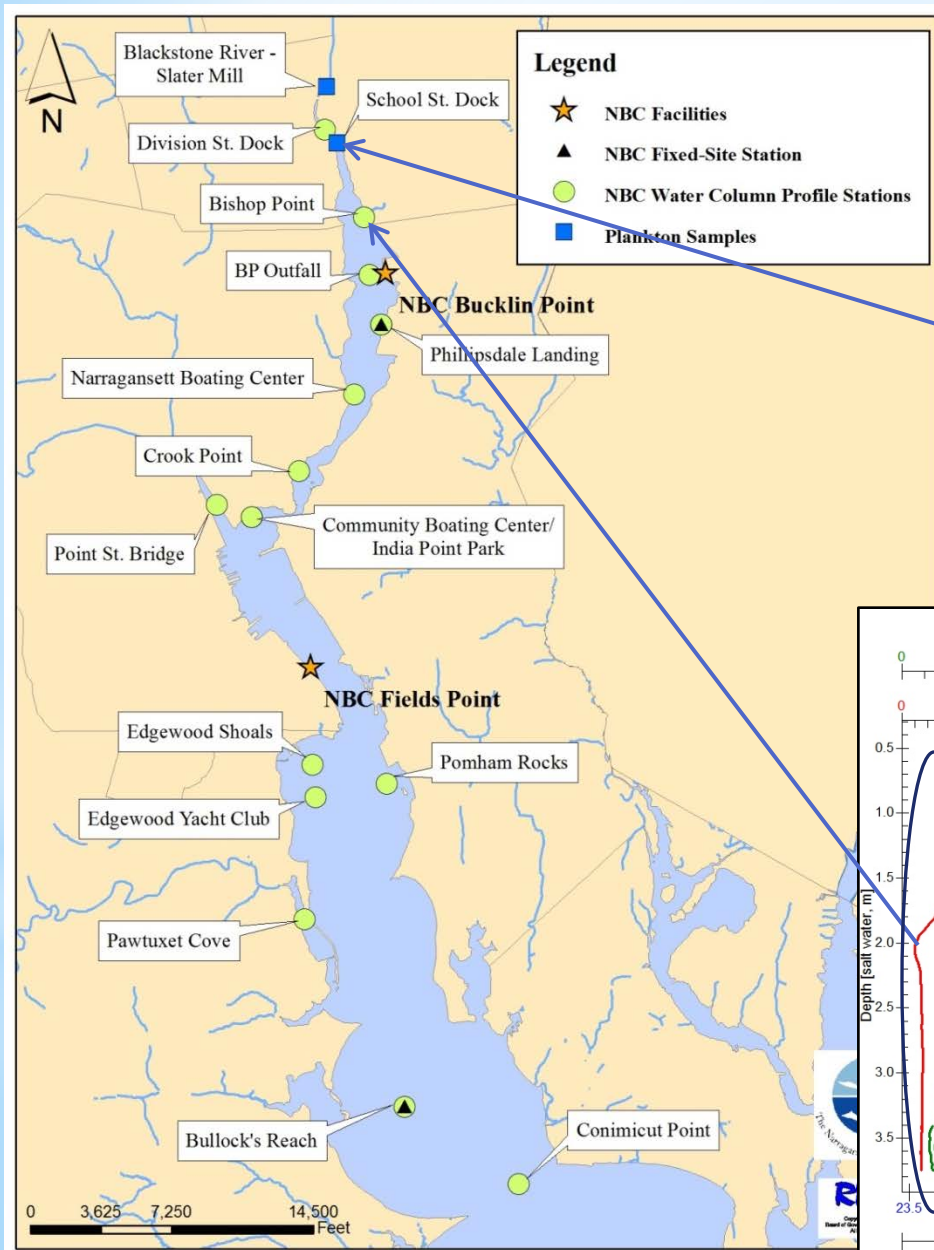 Blackstone River -
Slater Mill
School St. Dock
N
Division St. Dock
Bishop Point
BP Outfall
NBC Bucklin Point
Phillipsdale Landing
Narragansett Boating Center
Crook Point
Community Boating Center/
India Point Park
Point St. Bridge
NBC Fields Point
Edgewood Shoals
Pomham Rocks
Edgewood Yacht Club
Pawtuxet Cove
Bullock's Reach
Conimicut Point
0 3,625 7,250 14,500
Feet
Legend
NBC Facilities
NBC Fixed-Site Station
NBC Water Column Profile Stations
Plankton Samples
0
0
0.5
1.0
1.5
2.0
2.5
3.0
3.5
Depth [salt water, m]
23.5
The Narragan